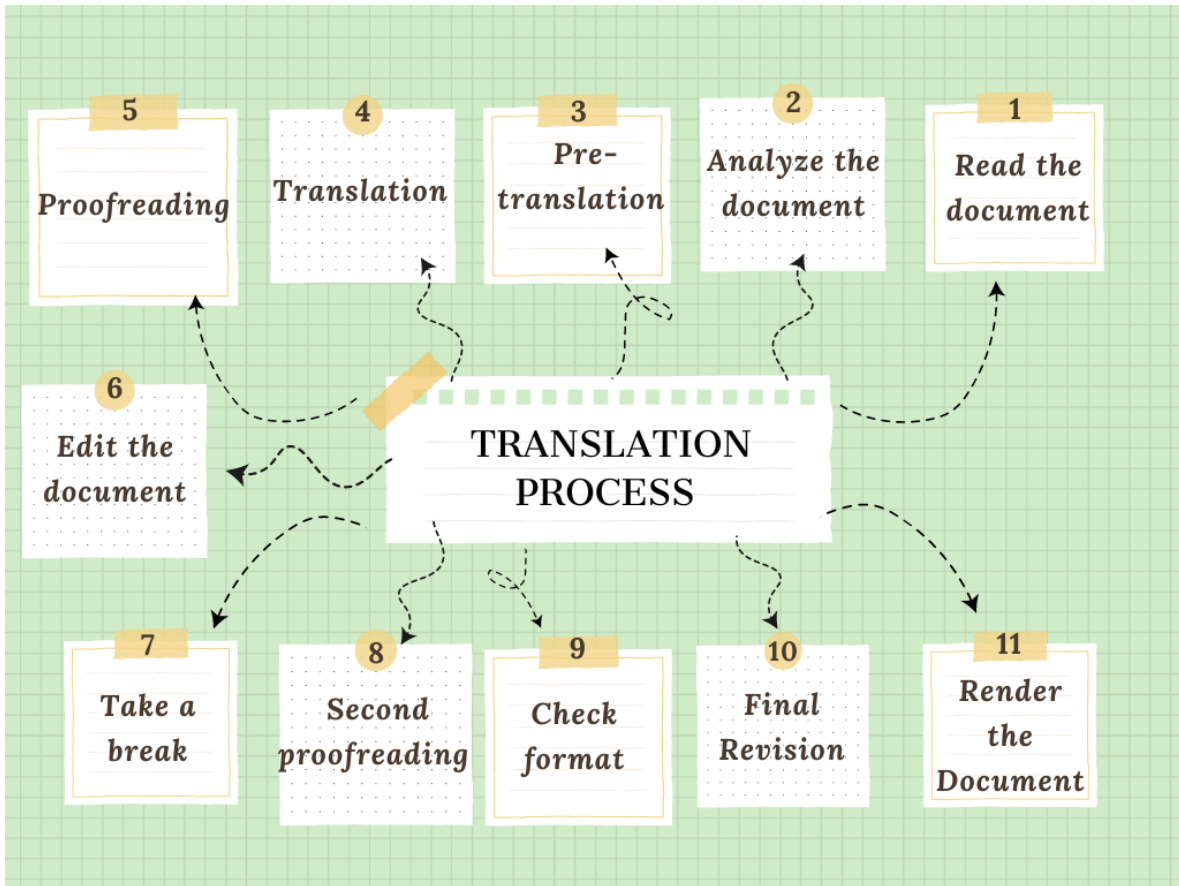 TRANSLATION
PROCESS
1
Read the
document
2
Analyze the
document
3
Pre-
translation
4
Translation
5
Proofreading
6
Edit the
document
7
Take a
break
8
Second
proofreading
9
Check
format
10
Final
Revision
11
Render
the
Document